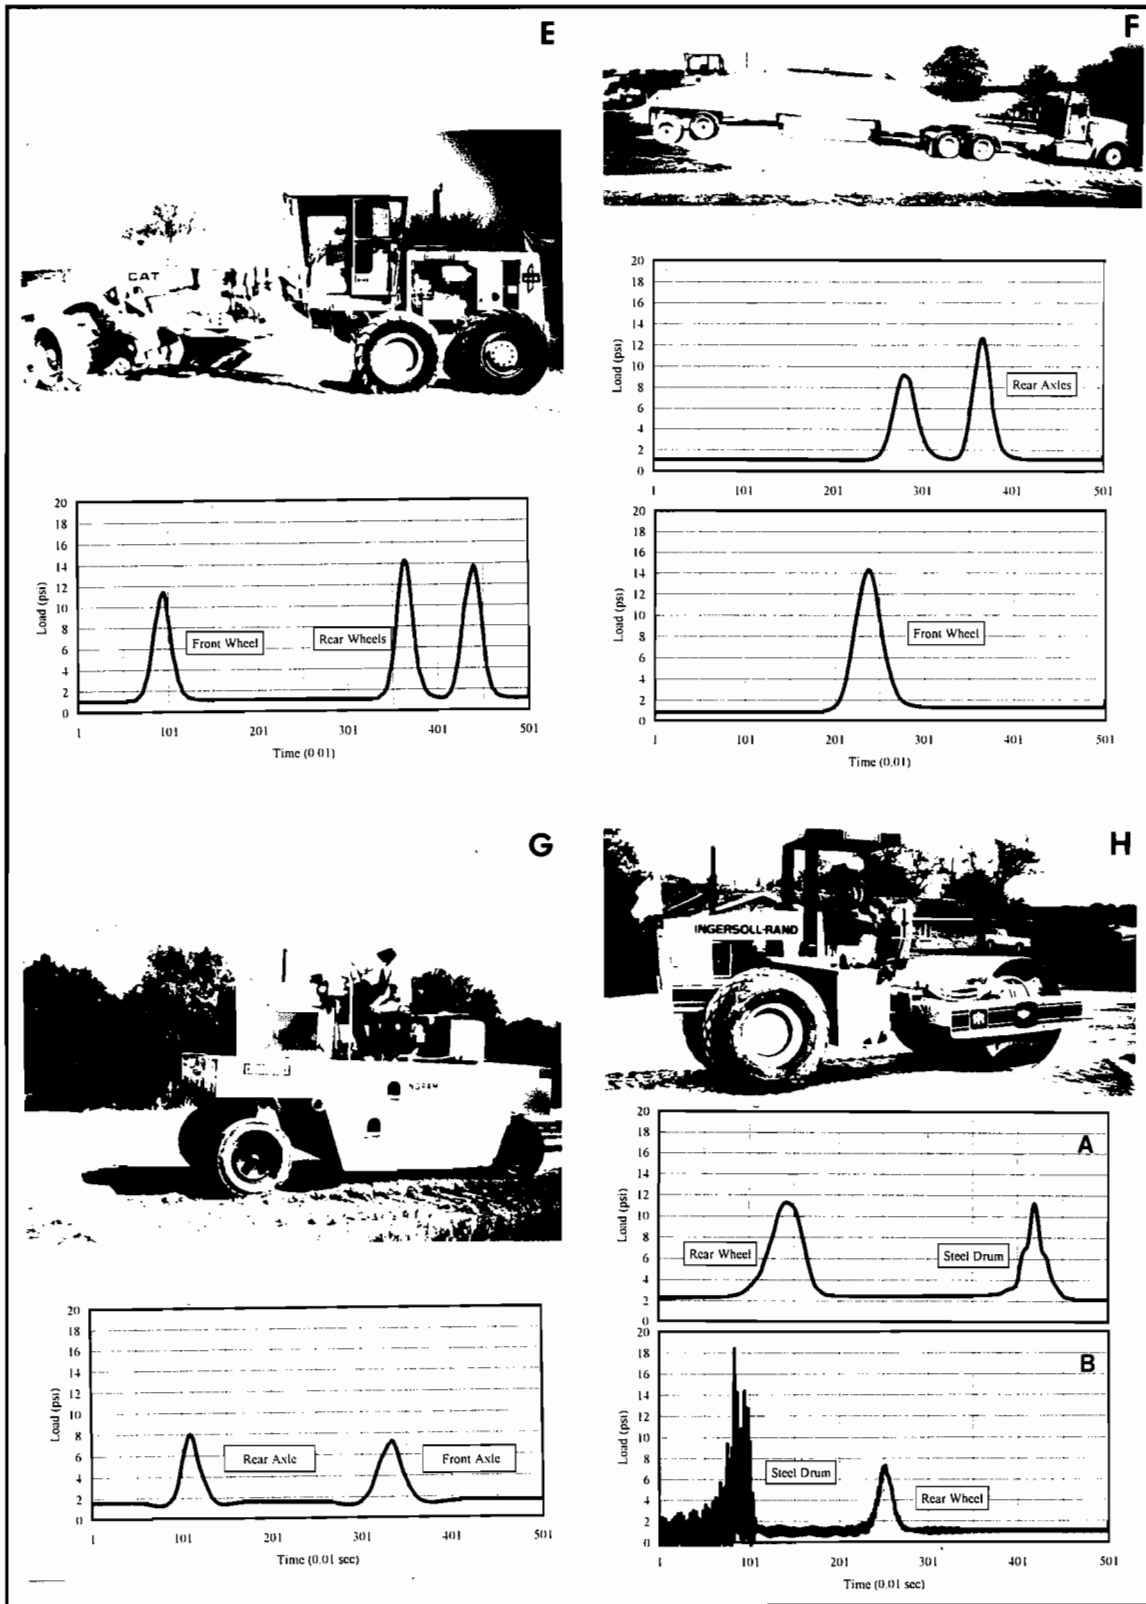 E
CAT
20
18
16
14
12
10
8
6
4
2
0
Load (psi)
Front Wheel
Rear Wheels
1 101 201 301 401 501
Time (0.01)
F
20
18
16
14
12
10
8
6
4
2
0
Load (psi)
Rear Axles
1 101 201 301 401 501
20
18
16
14
12
10
8
6
4
2
0
Load (psi)
Front Wheel
1 101 201 301 401 501
Time (0.01)
G
20
18
16
14
12
10
8
6
4
2
0
Load (psi)
Rear Axle
Front Axle
1 101 201 301 401 501
Time (0.01 sec)
H
INGERSOLL-RAND
A
20
18
16
14
12
10
8
6
4
2
0
Load (psi)
Rear Wheel
Steel Drum
B
20
18
16
14
12
10
8
6
4
2
0
Load (psi)
Steel Drum
Rear Wheel
1 101 201 301 401 501
Time (0.01 sec)